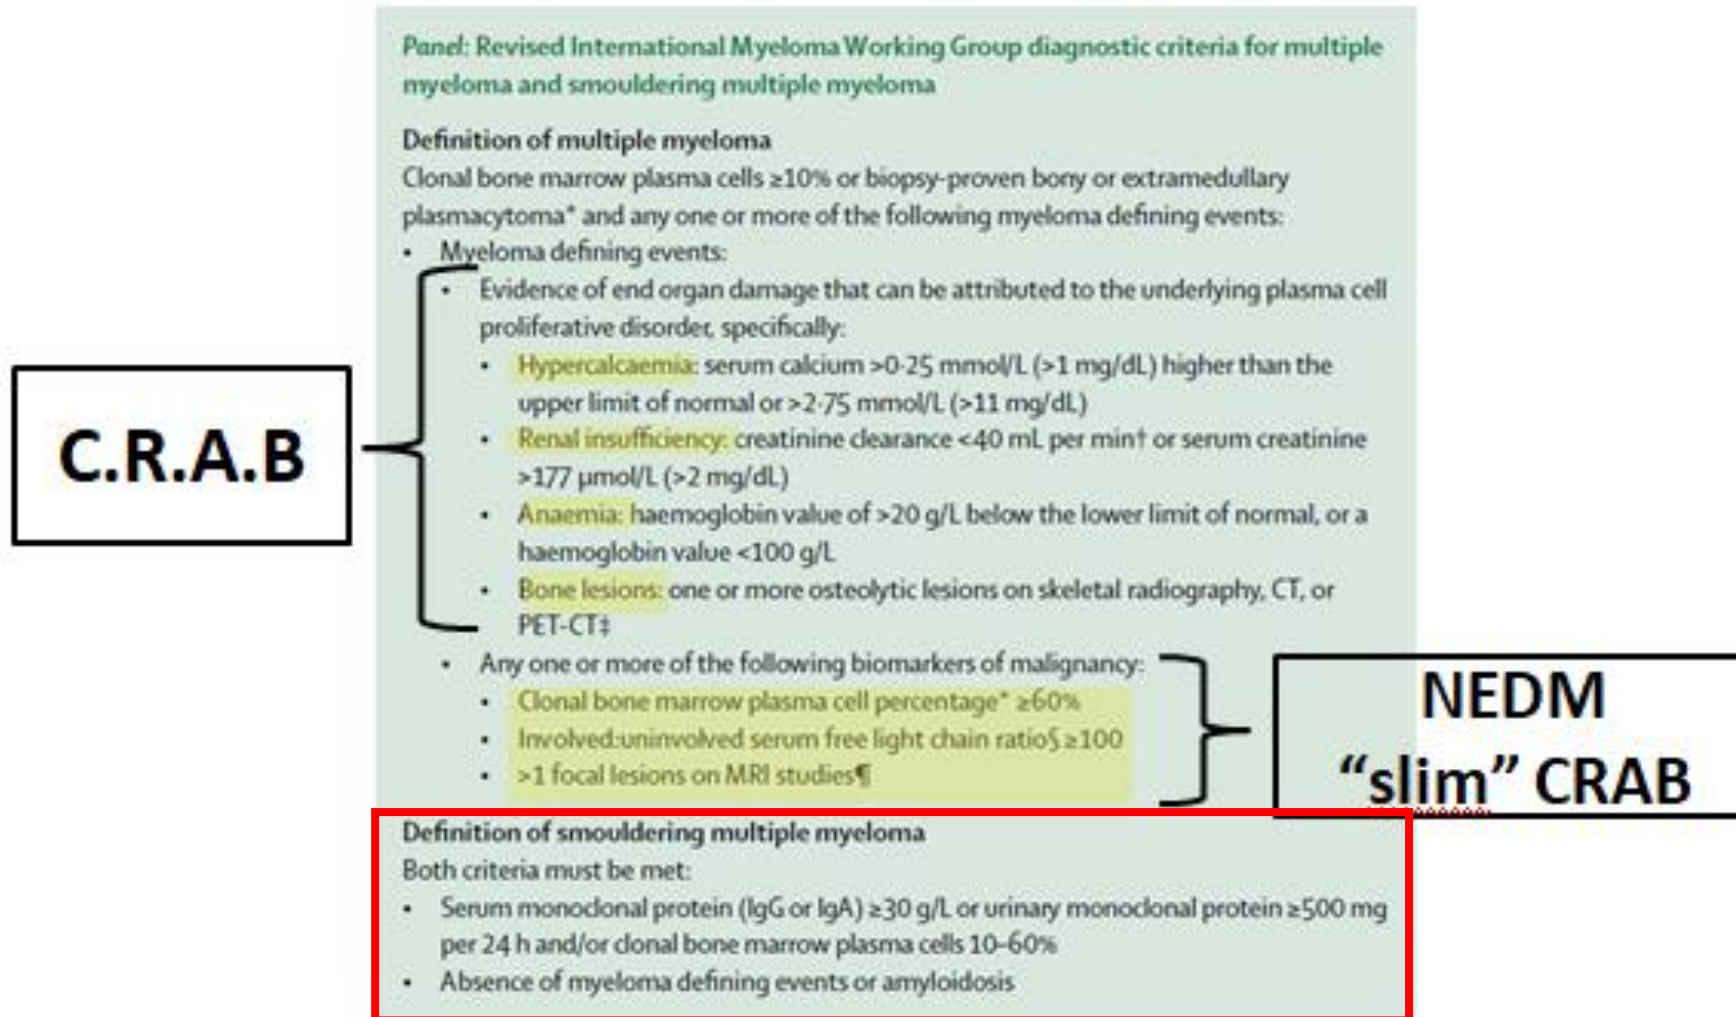 Panel: Revised International Myeloma Working Group diagnostic criteria for multiple
myeloma and smouldering multiple myeloma
Definition of multiple myeloma
Clonal bone marrow plasma cells ≥10% or biopsy-proven bony or extramedullary
plasmacytoma* and any one or more of the following myeloma defining events:
• Myeloma defining events:
• Evidence of end organ damage that can be attributed to the underlying plasma cell
proliferative disorder, specifically:
• Hypercalcaemia: serum calcium >0·25 mmol/L (>1 mg/dL) higher than the
upper limit of normal or >2·75 mmol/L (>11 mg/dL)
• Renal insufficiency: creatinine clearance <40 mL per min† or serum creatinine
>177 µmol/L (>2 mg/dL)
• Anaemia: haemoglobin value of >20 g/L below the lower limit of normal, or a
haemoglobin value <100 g/L
• Bone lesions: one or more osteolytic lesions on skeletal radiography, CT, or
PET-CT‡
C.R.A.B
• Any one or more of the following biomarkers of malignancy:
• Clonal bone marrow plasma cell percentage* ≥60%
• Involved:uninvolved serum free light chain ratio§ ≥100
• >1 focal lesions on MRI studies¶
NEDM
“slim” CRAB
Definition of smouldering multiple myeloma
Both criteria must be met:
• Serum monoclonal protein (IgG or IgA) ≥30 g/L or urinary monoclonal protein ≥500 mg
per 24 h and/or clonal bone marrow plasma cells 10–60%
• Absence of myeloma defining events or amyloidosis